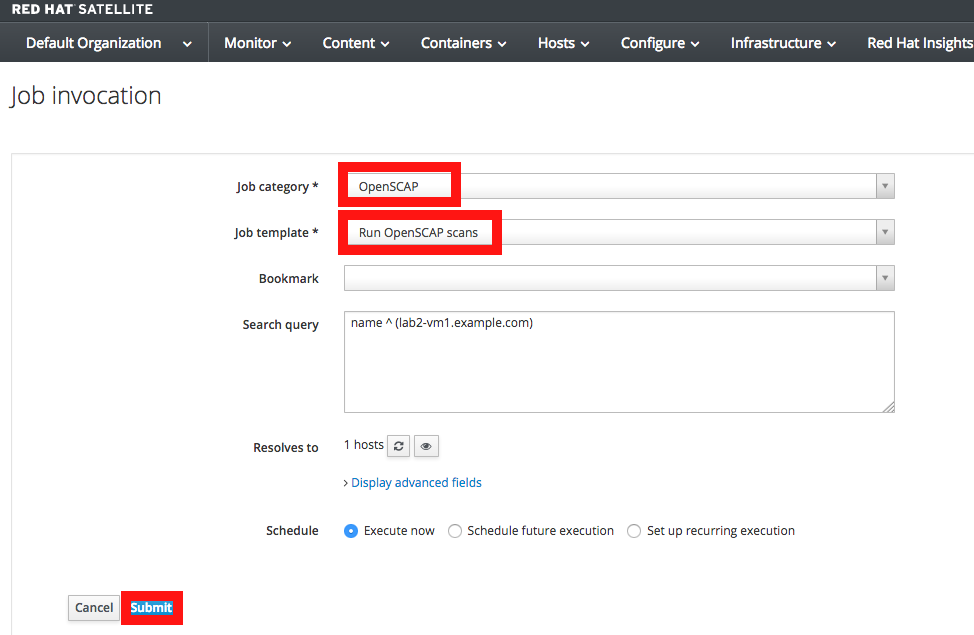 RED HAT SATELLITE
Default Organization Monitor Content Containers Hosts Configure Infrastructure Red Hat Insights
Job invocation
Job category * OpenSCAP
Job template * Run OpenSCAP scans
Bookmark
Search query name ^ (lab2-vm1.example.com)
Resolves to 1 hosts
Display advanced fields
Schedule Execute now Schedule future execution Set up recurring execution
Cancel Submit